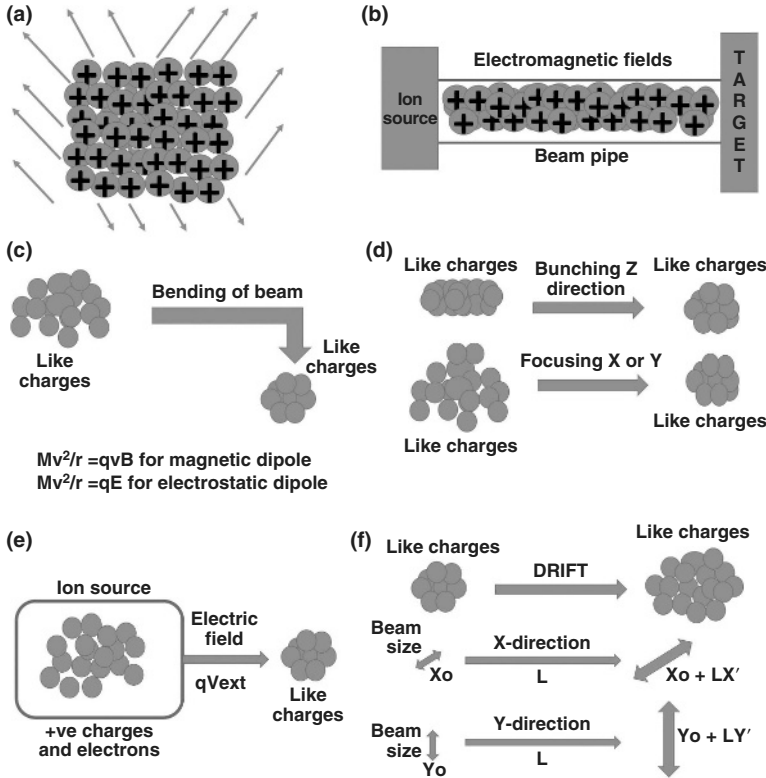 (a)
+ + + + + +
(b)
Electromagnetic fields
Ion
source
+ + + + + + + + + +
Beam pipe
T
A
R
G
E
T
(c)
Bending of beam
Like
charges
Like
charges
Mv²/r =qvB for magnetic dipole
Mv²/r =qE for electrostatic dipole
(d)
Like charges
Bunching Z
direction
Like
charges
Focusing X or Y
Like charges
Like
charges
(e)
Ion source
Electric
field
qVext
Like
charges
+ve charges
and electrons
(f)
Like charges
DRIFT
Like charges
Beam
size
Xo
X-direction
L
Xo + LX′
Beam
size
Yo
Y-direction
L
Yo + LY′